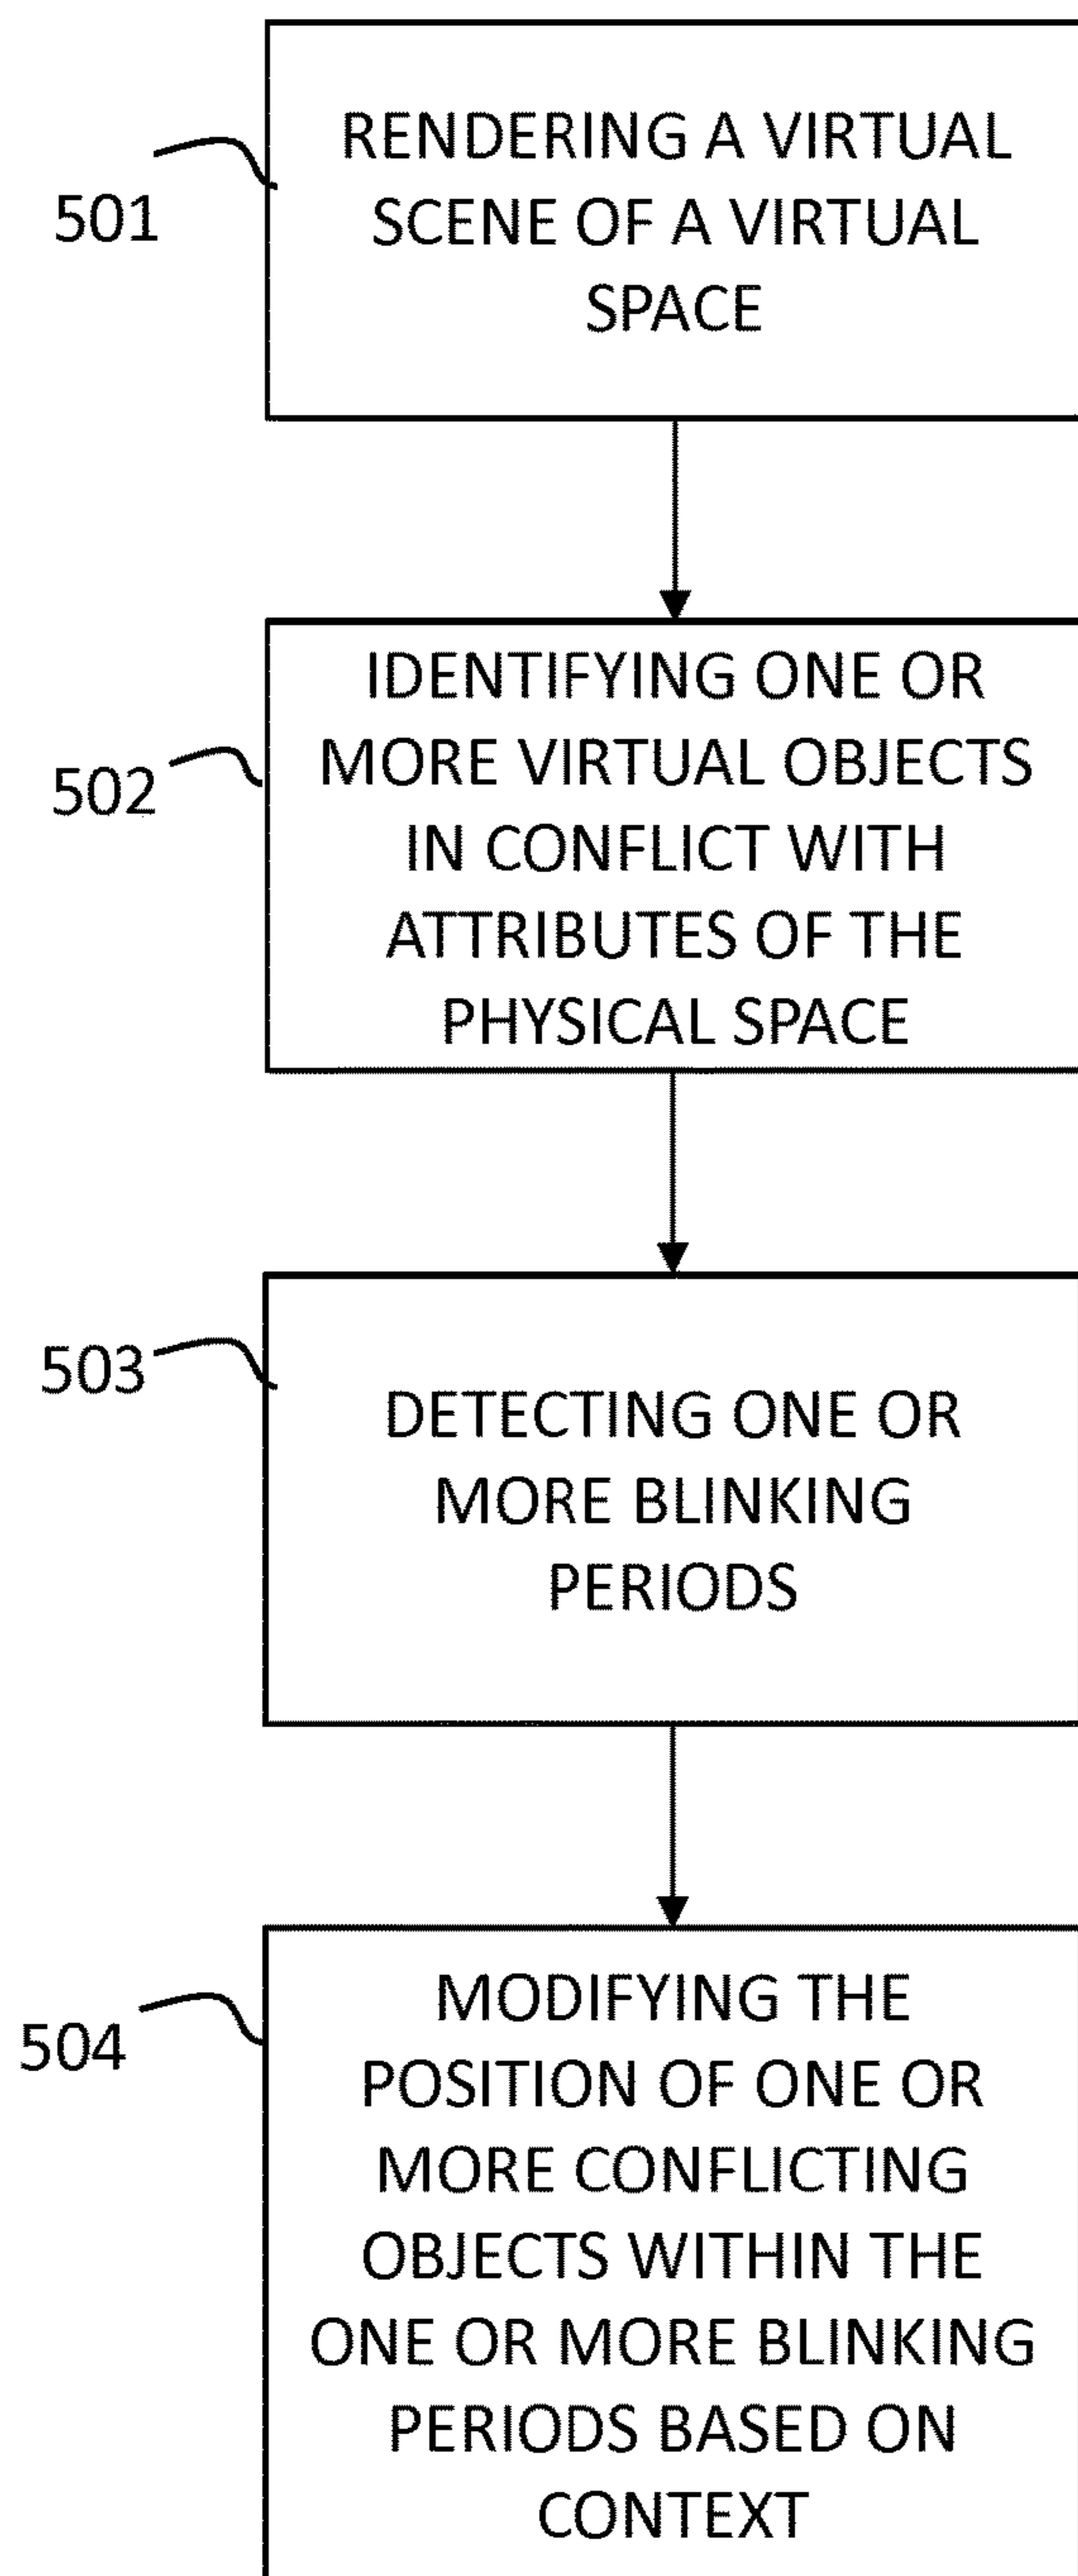 RENDERING A VIRTUAL
SCENE OF A VIRTUAL
SPACE
501
IDENTIFYING ONE OR
MORE VIRTUAL OBJECTS
IN CONFLICT WITH
ATTRIBUTES OF THE
PHYSICAL SPACE
502
DETECTING ONE OR
MORE BLINKING
PERIODS
503
MODIFYING THE
POSITION OF ONE OR
MORE CONFLICTING
OBJECTS WITHIN THE
ONE OR MORE BLINKING
PERIODS BASED ON
CONTEXT
504